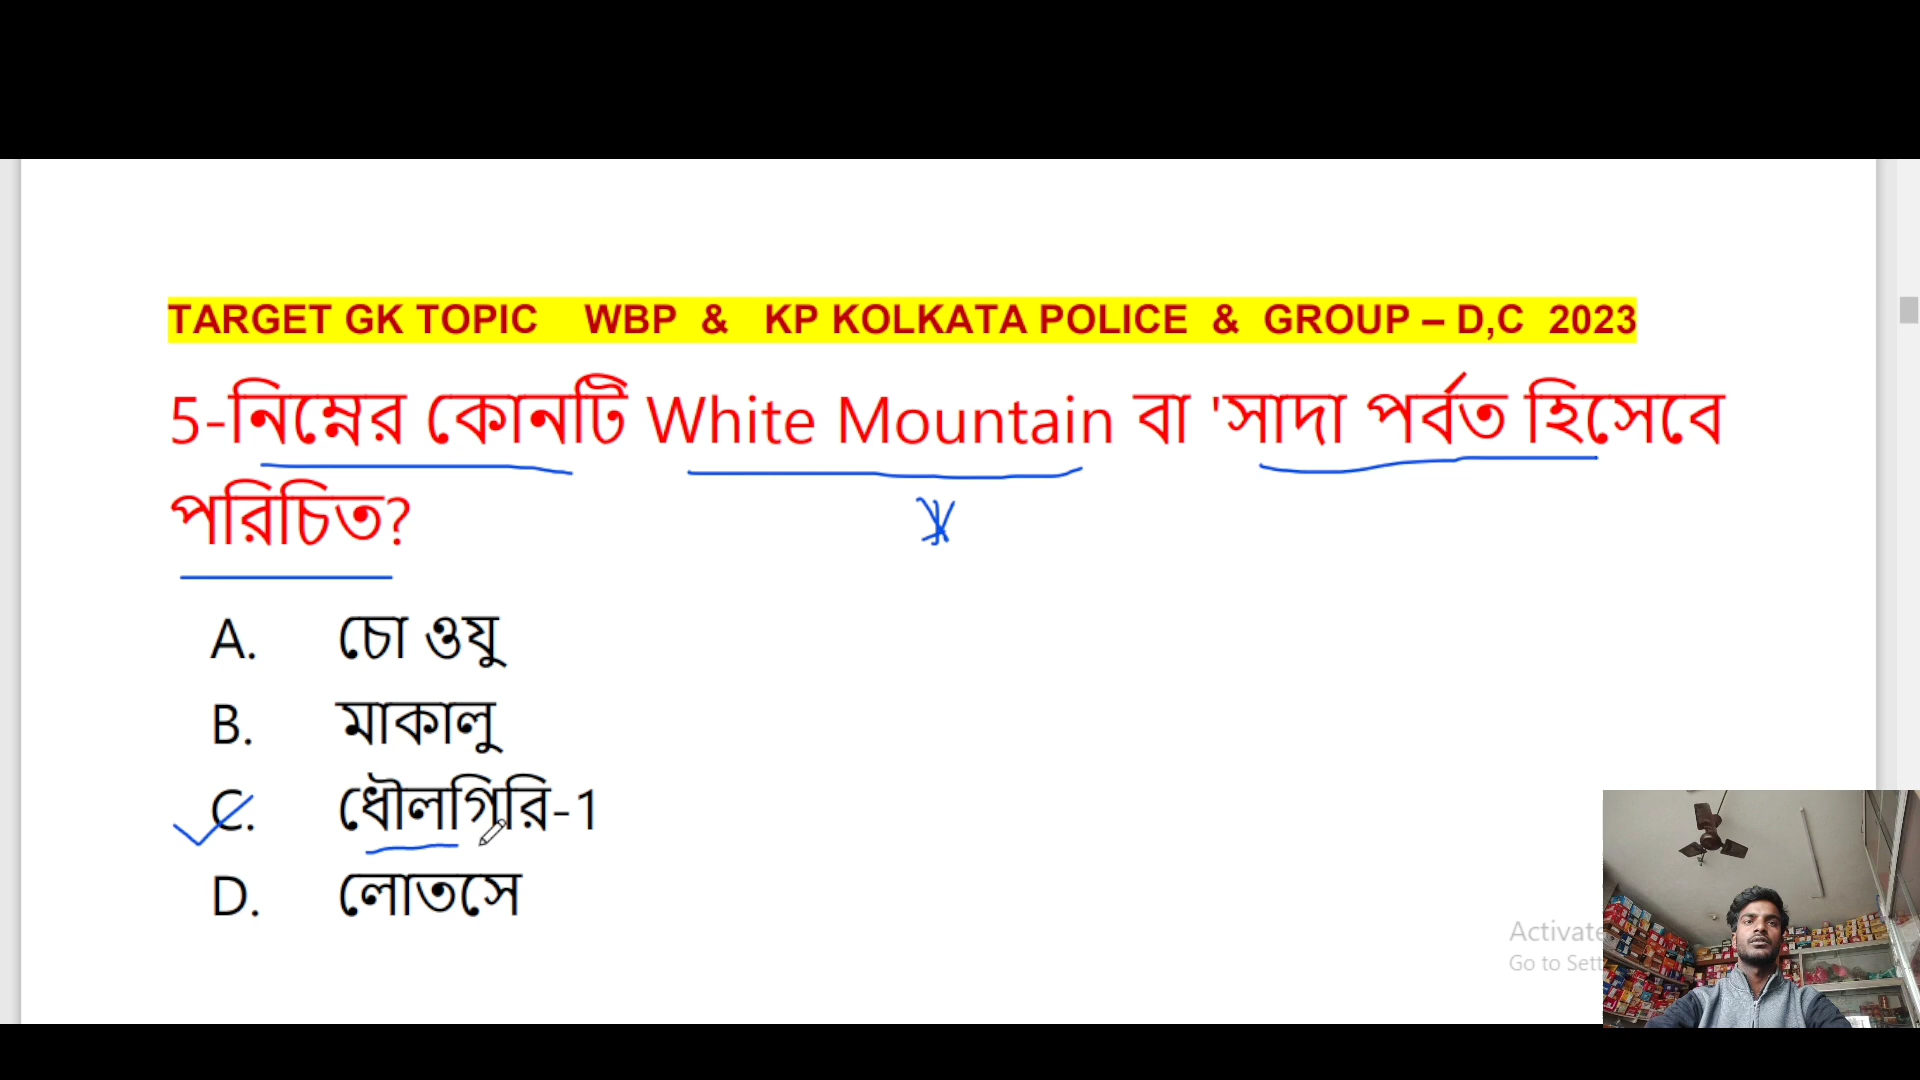 TARGET GK TOPIC WBP & KP KOLKATA POLICE & GROUP – D,C 2023
5-নিম্নের কোনটি White Mountain বা 'সাদা পর্বত হিসেবে
পরিচিত?
A. চো ওযু
B. মাকালু
C. ধৌলগিরি-1
D. লোতসে
Activate
Go to Sett